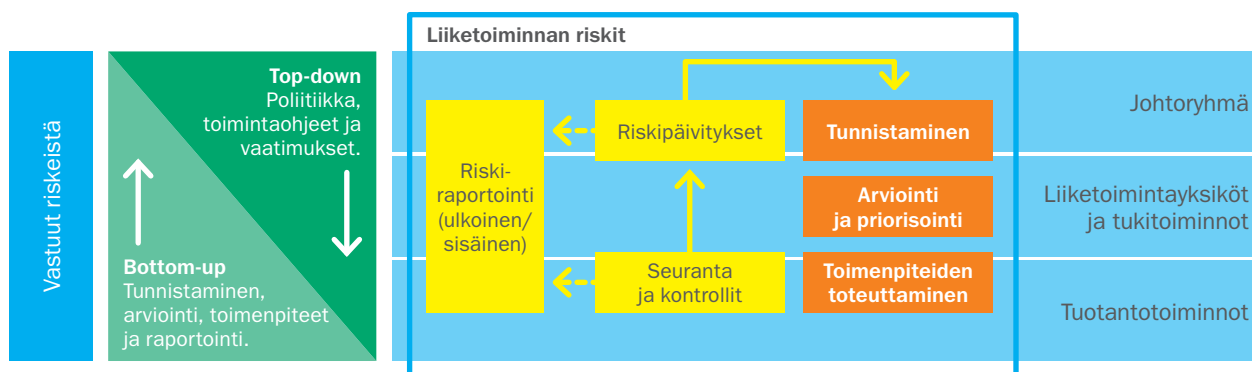 Vastuut riskeistä
Top-down
Poliitiikka,
toimintaohjeet ja
vaatimukset.
Bottom-up
Tunnistaminen,
arviointi, toimenpiteet
ja raportointi.
Liiketoiminnan riskit
Riski-
raportointi
(ulkoinen/
sisäinen)
Riskipäivitykset
Seuranta
ja kontrollit
Tunnistaminen
Arviointi
ja priorisointi
Toimenpiteiden
toteuttaminen
Johtoryhmä
Liiketoimintayksiköt
ja tukitoiminnot
Tuotantotoiminnot